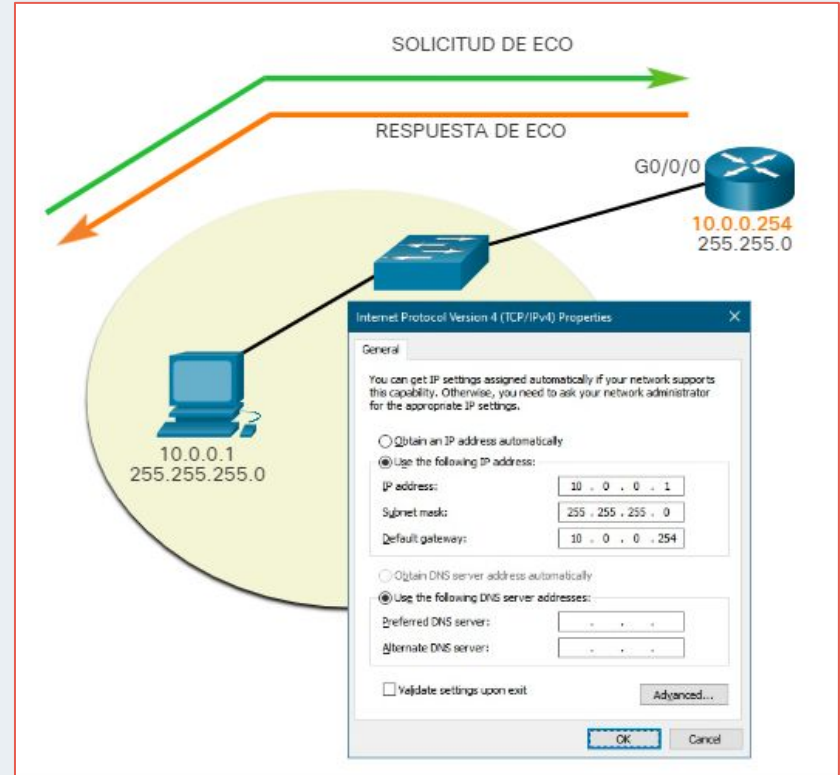 SOLICITUD DE ECO
RESPUESTA DE ECO
G0/0/0
10.0.0.254
255.255.0
10.0.0.1
255.255.255.0
Internet Protocol Version 4 (TCP/IPv4) Properties
General
You can get IP settings assigned automatically if your network supports
this capability. Otherwise, you need to ask your network administrator
for the appropriate IP settings.
Obtain an IP address automatically
Use the following IP address:
IP address: 10 . 0 . 0 . 1
Subnet mask: 255 . 255 . 255 . 0
Default gateway: 10 . 0 . 0 . 254
Obtain DNS server address automatically
Use the following DNS server addresses:
Preferred DNS server: . . .
Alternate DNS server: . . .
Validate settings upon exit
Advanced...
OK Cancel